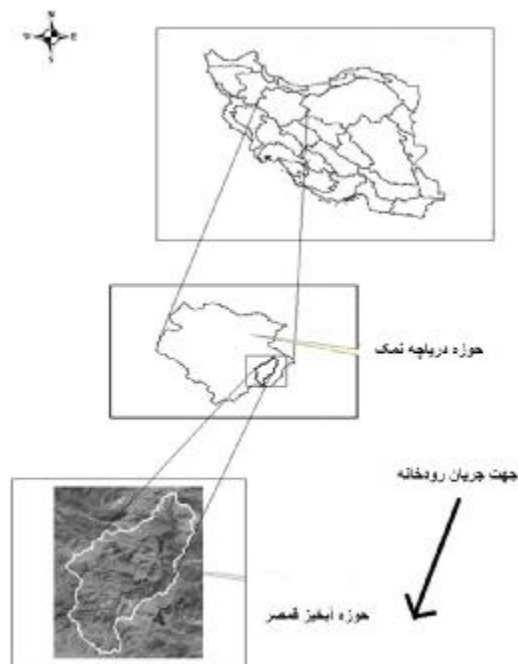 N
E
S
حوزه دریاچه نمک
جهت جریان رودخانه
حوزه آبخیز قمصر